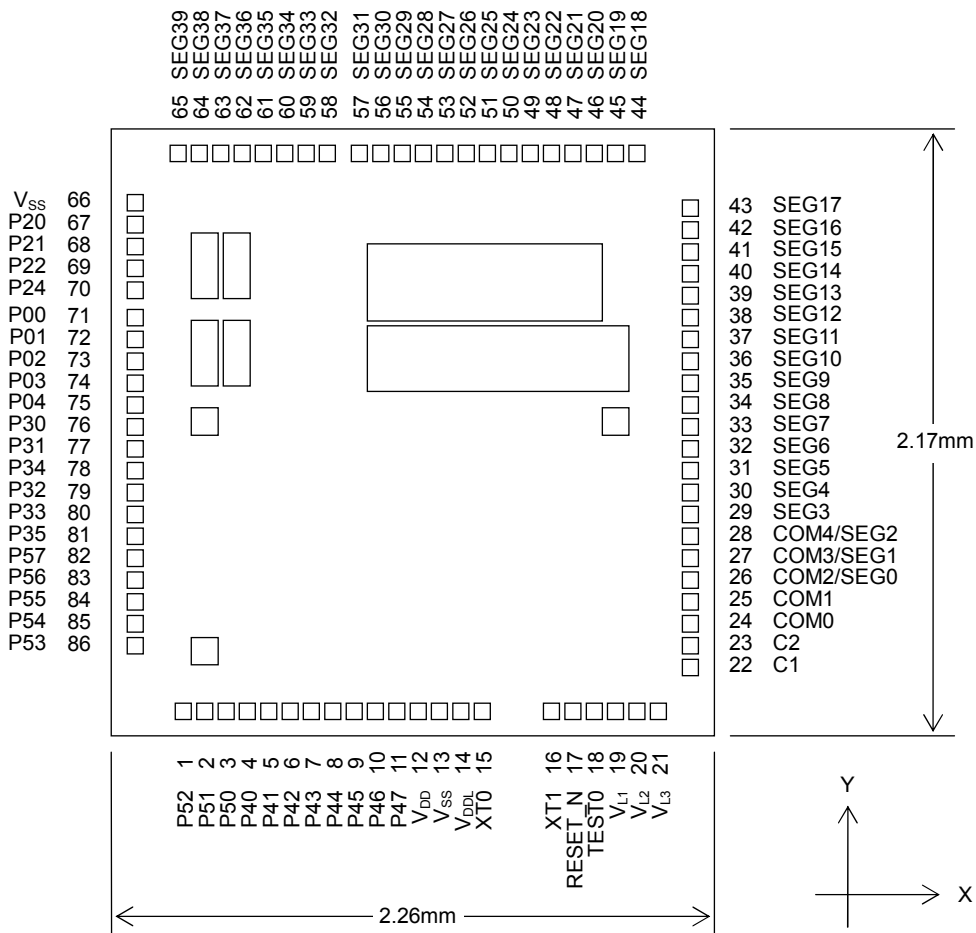 65 SEG39
64 SEG38
63 SEG37
62 SEG36
61 SEG35
60 SEG34
59 SEG33
58 SEG32
57 SEG31
56 SEG30
55 SEG29
54 SEG28
53 SEG27
52 SEG26
51 SEG25
50 SEG24
49 SEG23
48 SEG22
47 SEG21
46 SEG20
45 SEG19
44 SEG18
VSS 66
P20 67
P21 68
P22 69
P24 70
P00 71
P01 72
P02 73
P03 74
P04 75
P30 76
P31 77
P34 78
P32 79
P33 80
P35 81
P57 82
P56 83
P55 84
P54 85
P53 86
43 SEG17
42 SEG16
41 SEG15
40 SEG14
39 SEG13
38 SEG12
37 SEG11
36 SEG10
35 SEG9
34 SEG8
33 SEG7
32 SEG6
31 SEG5
30 SEG4
29 SEG3
28 COM4/SEG2
27 COM3/SEG1
26 COM2/SEG0
25 COM1
24 COM0
23 C2
22 C1
2.17mm
P52 1
P51 2
P50 3
P40 4
P41 5
P42 6
P43 7
P44 8
P45 9
P46 10
P47 11
VDD 12
VSS 13
VDDL 14
XT0 15
XT1 16
RESET_N 17
TEST0 18
VL1 19
VL2 20
VL3 21
2.26mm
Y
X